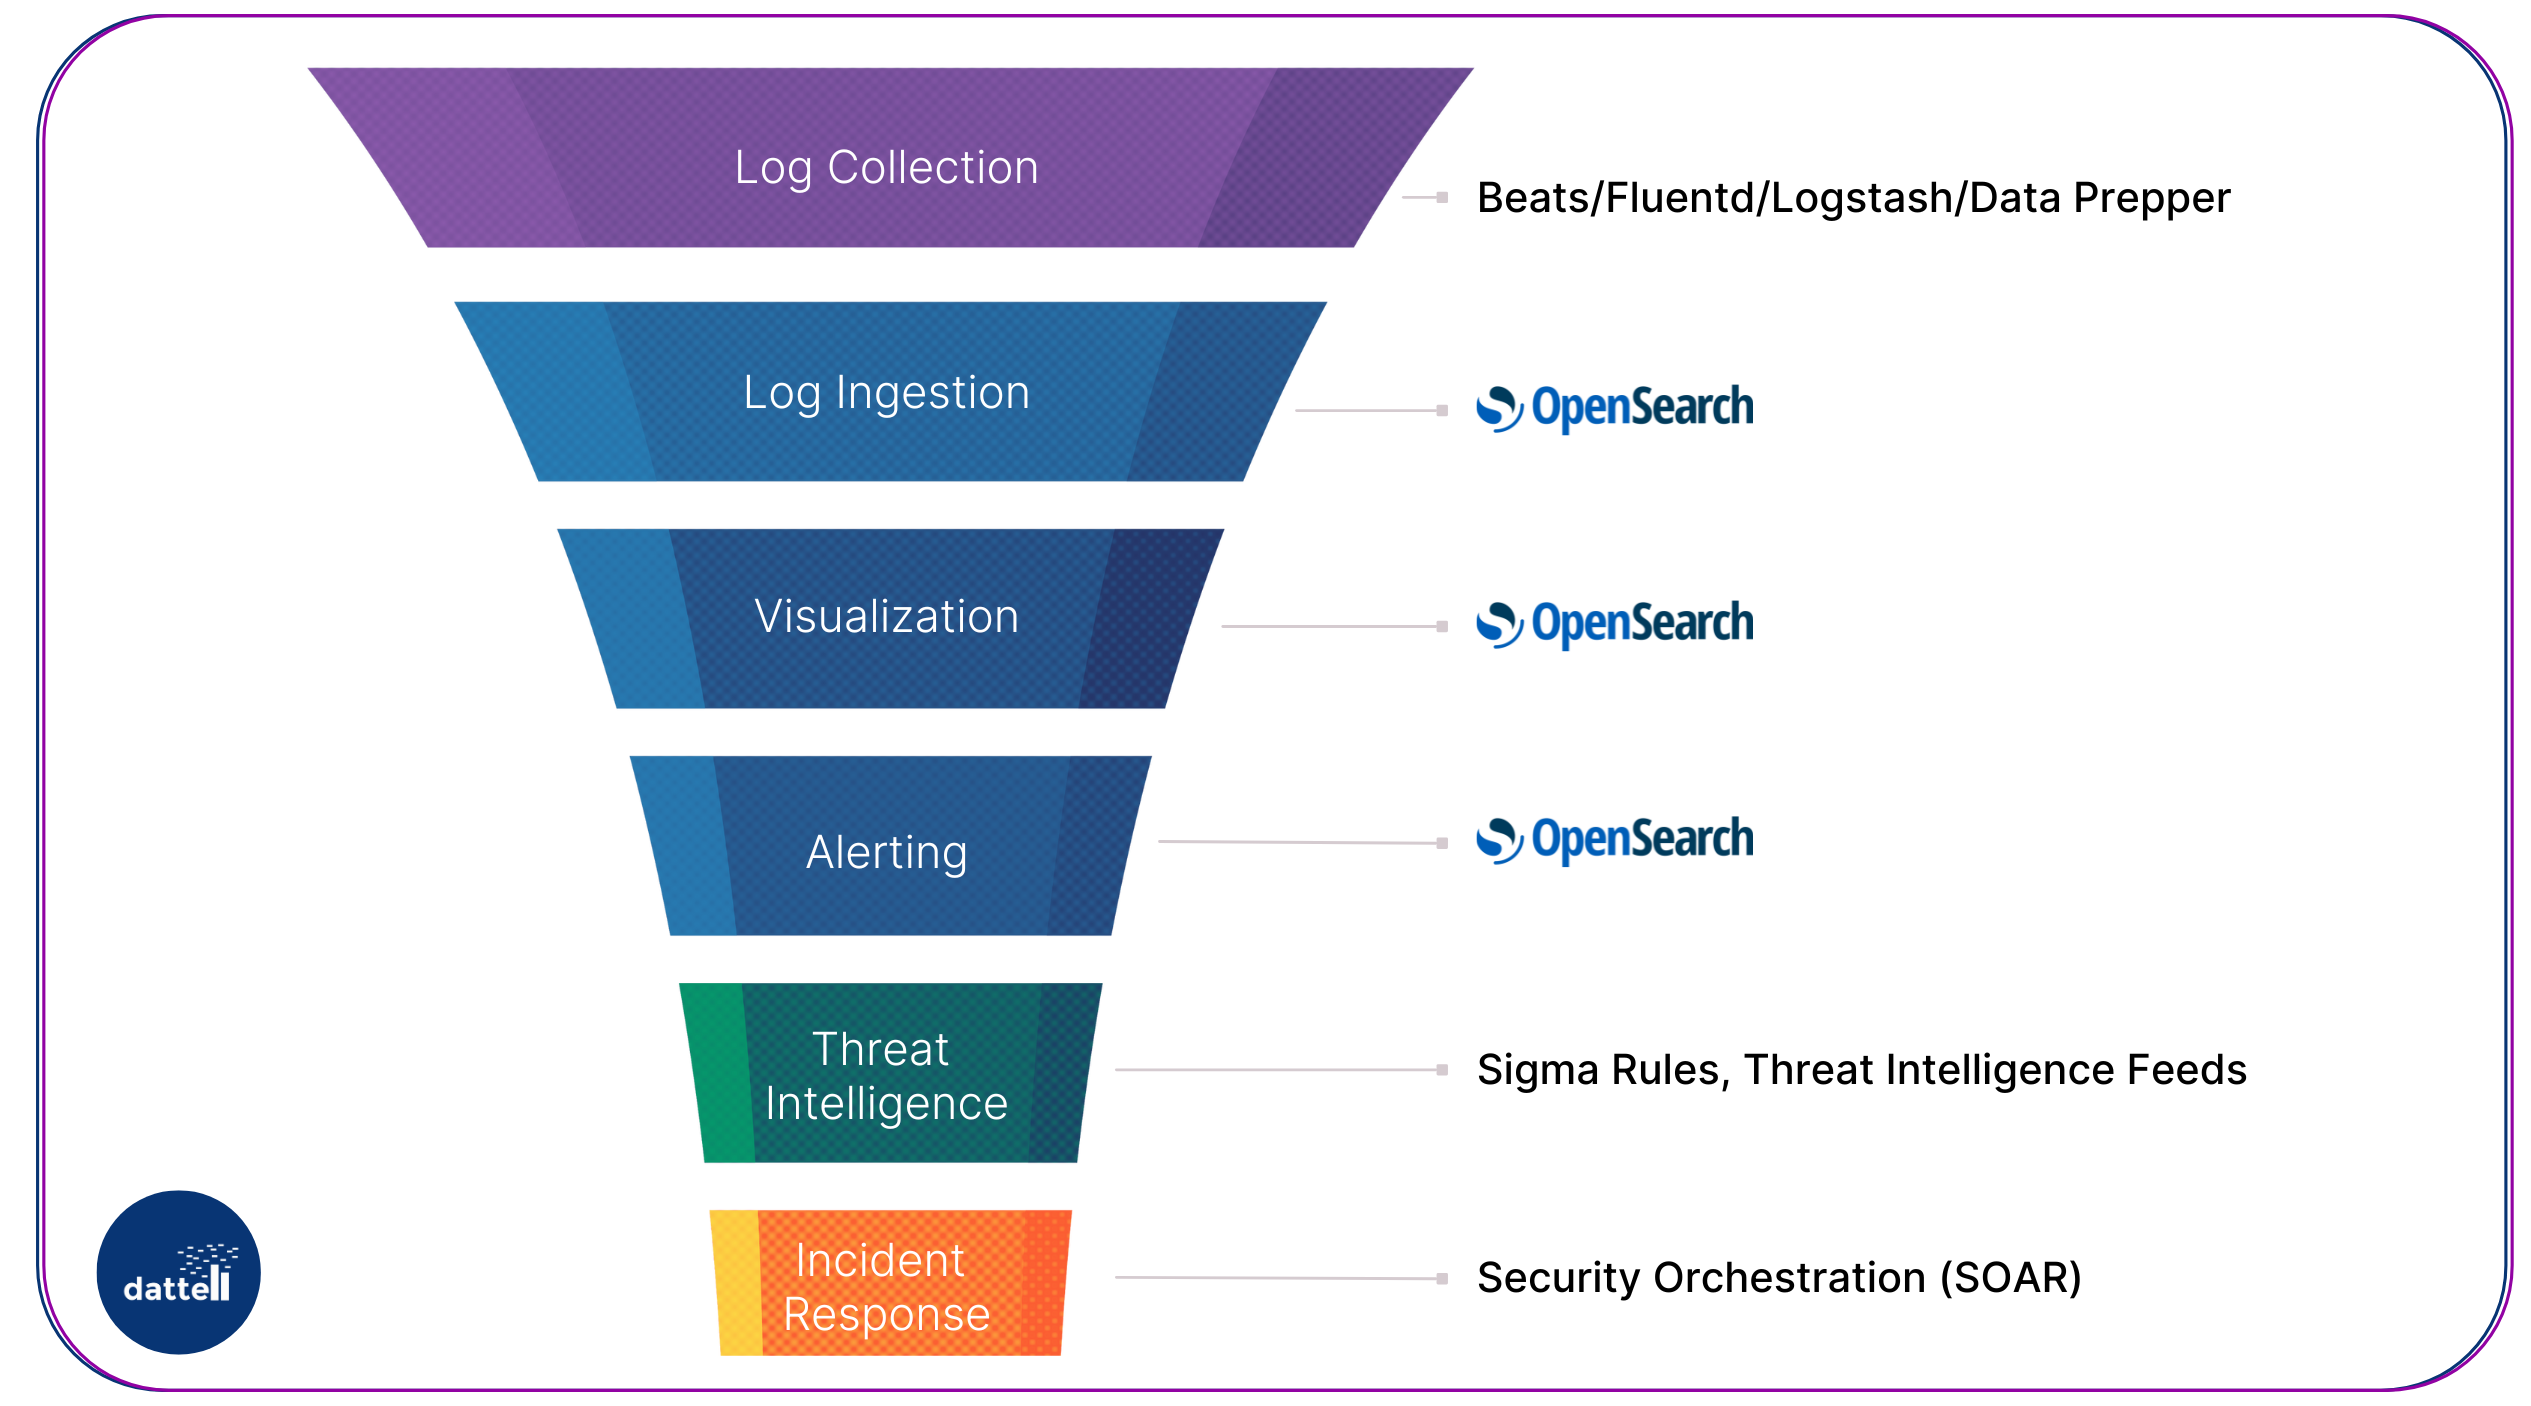 Log Collection
Beats/Fluentd/Logstash/Data Prepper
Log Ingestion
OpenSearch
Visualization
OpenSearch
Alerting
OpenSearch
Threat
Intelligence
Sigma Rules, Threat Intelligence Feeds
Incident
Response
Security Orchestration (SOAR)
dattell